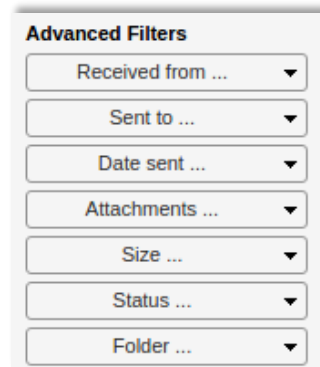 Advanced Filters
Received from ...
Sent to ...
Date sent ...
Attachments ...
Size ...
Status ...
Folder ...